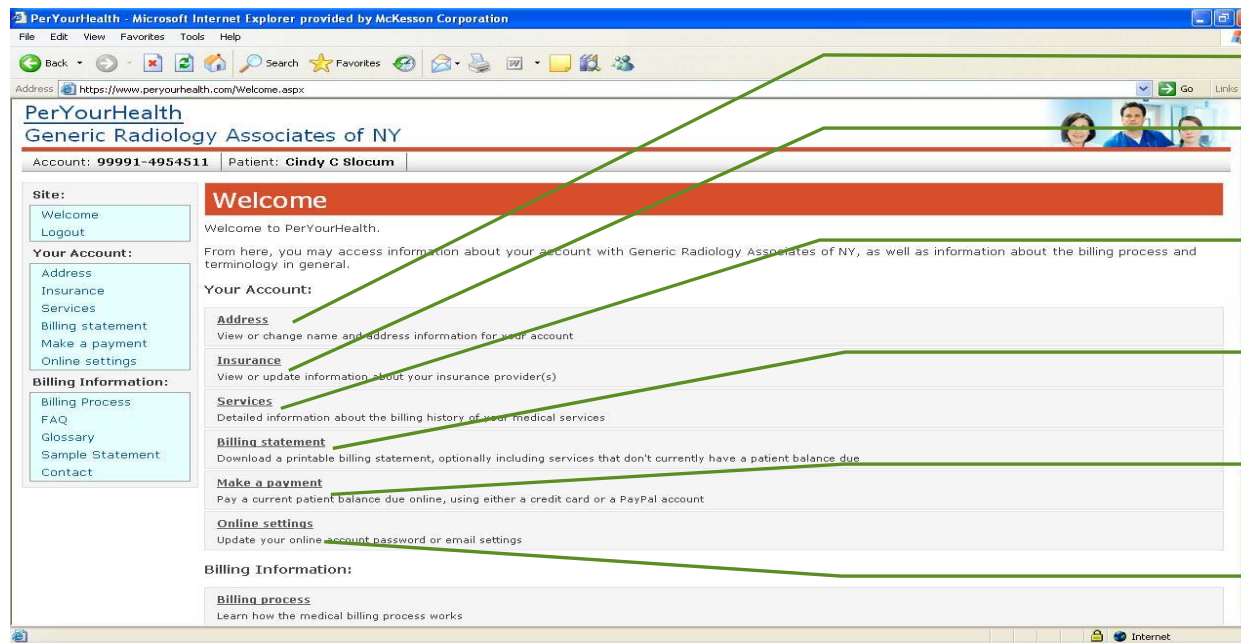 PerYourHealth - Microsoft Internet Explorer provided by McKesson Corporation
File Edit View Favorites Tools Help
Back Search Favorites
Address https://www.peryourhealth.com/Welcome.aspx Go Links
PerYourHealth
Generic Radiology Associates of NY
Account: 99991-4954511 Patient: Cindy C Slocum
Site:
Welcome
Logout
Your Account:
Address
Insurance
Services
Billing statement
Make a payment
Online settings
Billing Information:
Billing Process
FAQ
Glossary
Sample Statement
Contact
Welcome
Welcome to PerYourHealth.
From here, you may access information about your account with Generic Radiology Associates of NY, as well as information about the billing process and
terminology in general.
Your Account:
Address
View or change name and address information for your account
Insurance
View or update information about your insurance provider(s)
Services
Detailed information about the billing history of your medical services
Billing statement
Download a printable billing statement, optionally including services that don't currently have a patient balance due
Make a payment
Pay a current patient balance due online, using either a credit card or a PayPal account
Online settings
Update your online account password or email settings
Billing Information:
Billing process
Learn how the medical billing process works
Internet